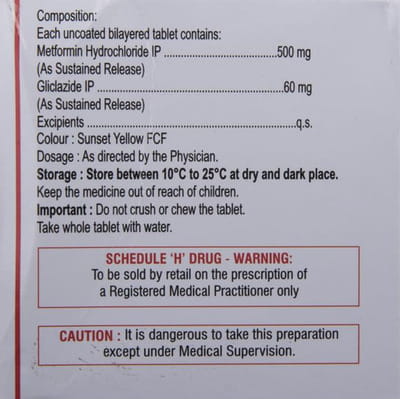 Composition:
Each uncoated bilayered tablet contains:
Metformin Hydrochloride IP ........................................500 mg
(As Sustained Release)
Gliclazide IP ..........................................................60 mg
(As Sustained Release)
Excipients .................................................................q.s.
Colour : Sunset Yellow FCF
Dosage : As directed by the Physician.
Storage : Store between 10°C to 25°C at dry and dark place.
Keep the medicine out of reach of children.
Important : Do not crush or chew the tablet.
Take whole tablet with water.
SCHEDULE 'H' DRUG - WARNING:
To be sold by retail on the prescription of
a Registered Medical Practitioner only
CAUTION : It is dangerous to take this preparation
except under Medical Supervision.